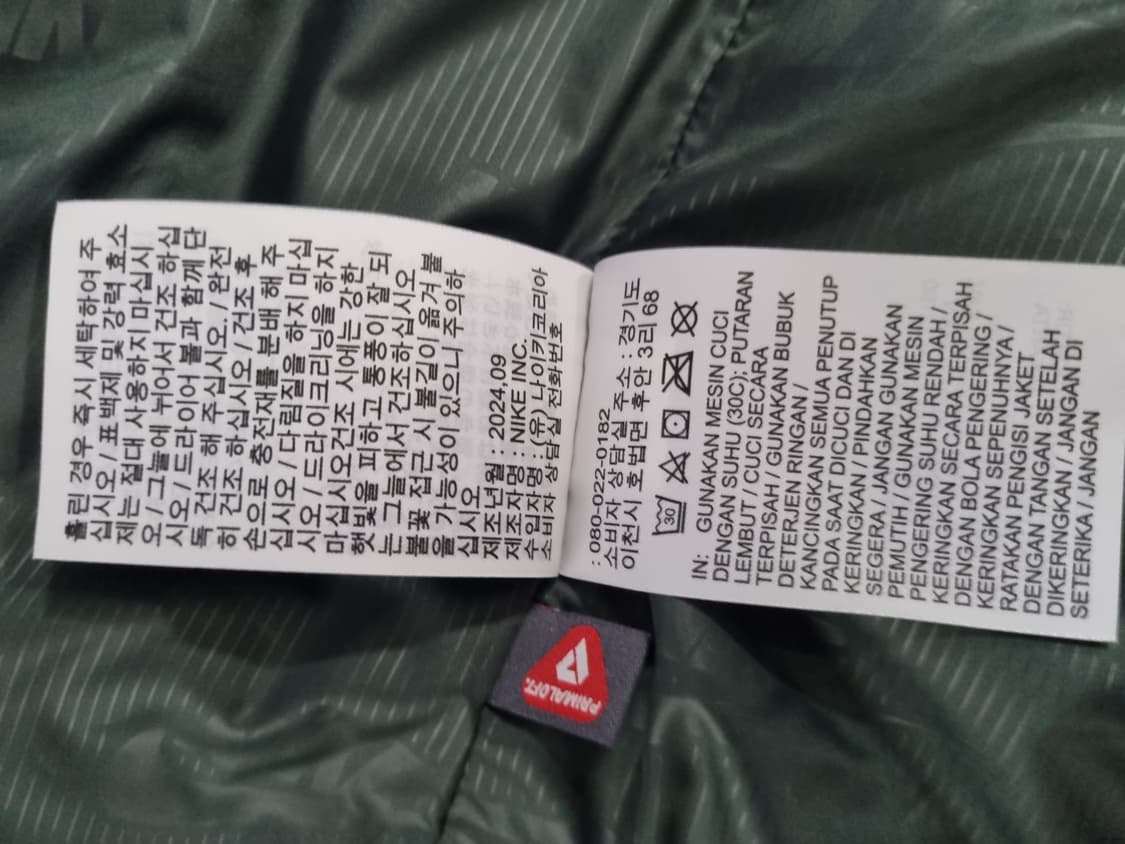 흘린 경우 즉시 세탁하여 주
십시오 / 표백제 및 강력 효소
제는 절대 사용하지 마십시
오 / 그늘에 뉘어서 건조 하십
시오 / 드라이어 볼과 함께 단
독 건조 해 주십시오 / 완전
히 건조 하십시오 / 건조 후
손으로 충전재를 분배 해 주
십시오 / 다림질을 하지 마십
시오 / 드라이크리닝을 하지
마십시오건조 시에는 강한
햇빛을 피하고 통풍이 잘 되
는 그늘에서 건조하십시오
불꽃 접근 시 불길이 옮겨 붙
을 가능성이 있으니 주의하
십시오
제조년월 : 2024,09
제조자명 : NIKE INC.
수입자명 : (유) 나이키코리아
소비자 상담실 전화번호
: 080-022-0182
소비자 상담실 주소 : 경기도
이천시 호법면 후안 3리 68
30
IN: GUNAKAN MESIN CUCI
DENGAN SUHU (30C); PUTARAN
LEMBUT / CUCI SECARA
TERPISAH / GUNAKAN BUBUK
DETERJEN RINGAN /
KANCINGKAN SEMUA PENUTUP
PADA SAAT DICUCI DAN DI
KERINGKAN / PINDAHKAN
SEGERA / JANGAN GUNAKAN
PEMUTIH / GUNAKAN MESIN
PENGERING SUHU RENDAH /
KERINGKAN SECARA TERPISAH
DENGAN BOLA PENGERING /
KERINGKAN SEPENUHNYA /
RATAKAN PENGISI JAKET
DENGAN TANGAN SETELAH
DIKERINGKAN / JANGAN DI
SETERIKA / JANGAN
PRIMALOFT.